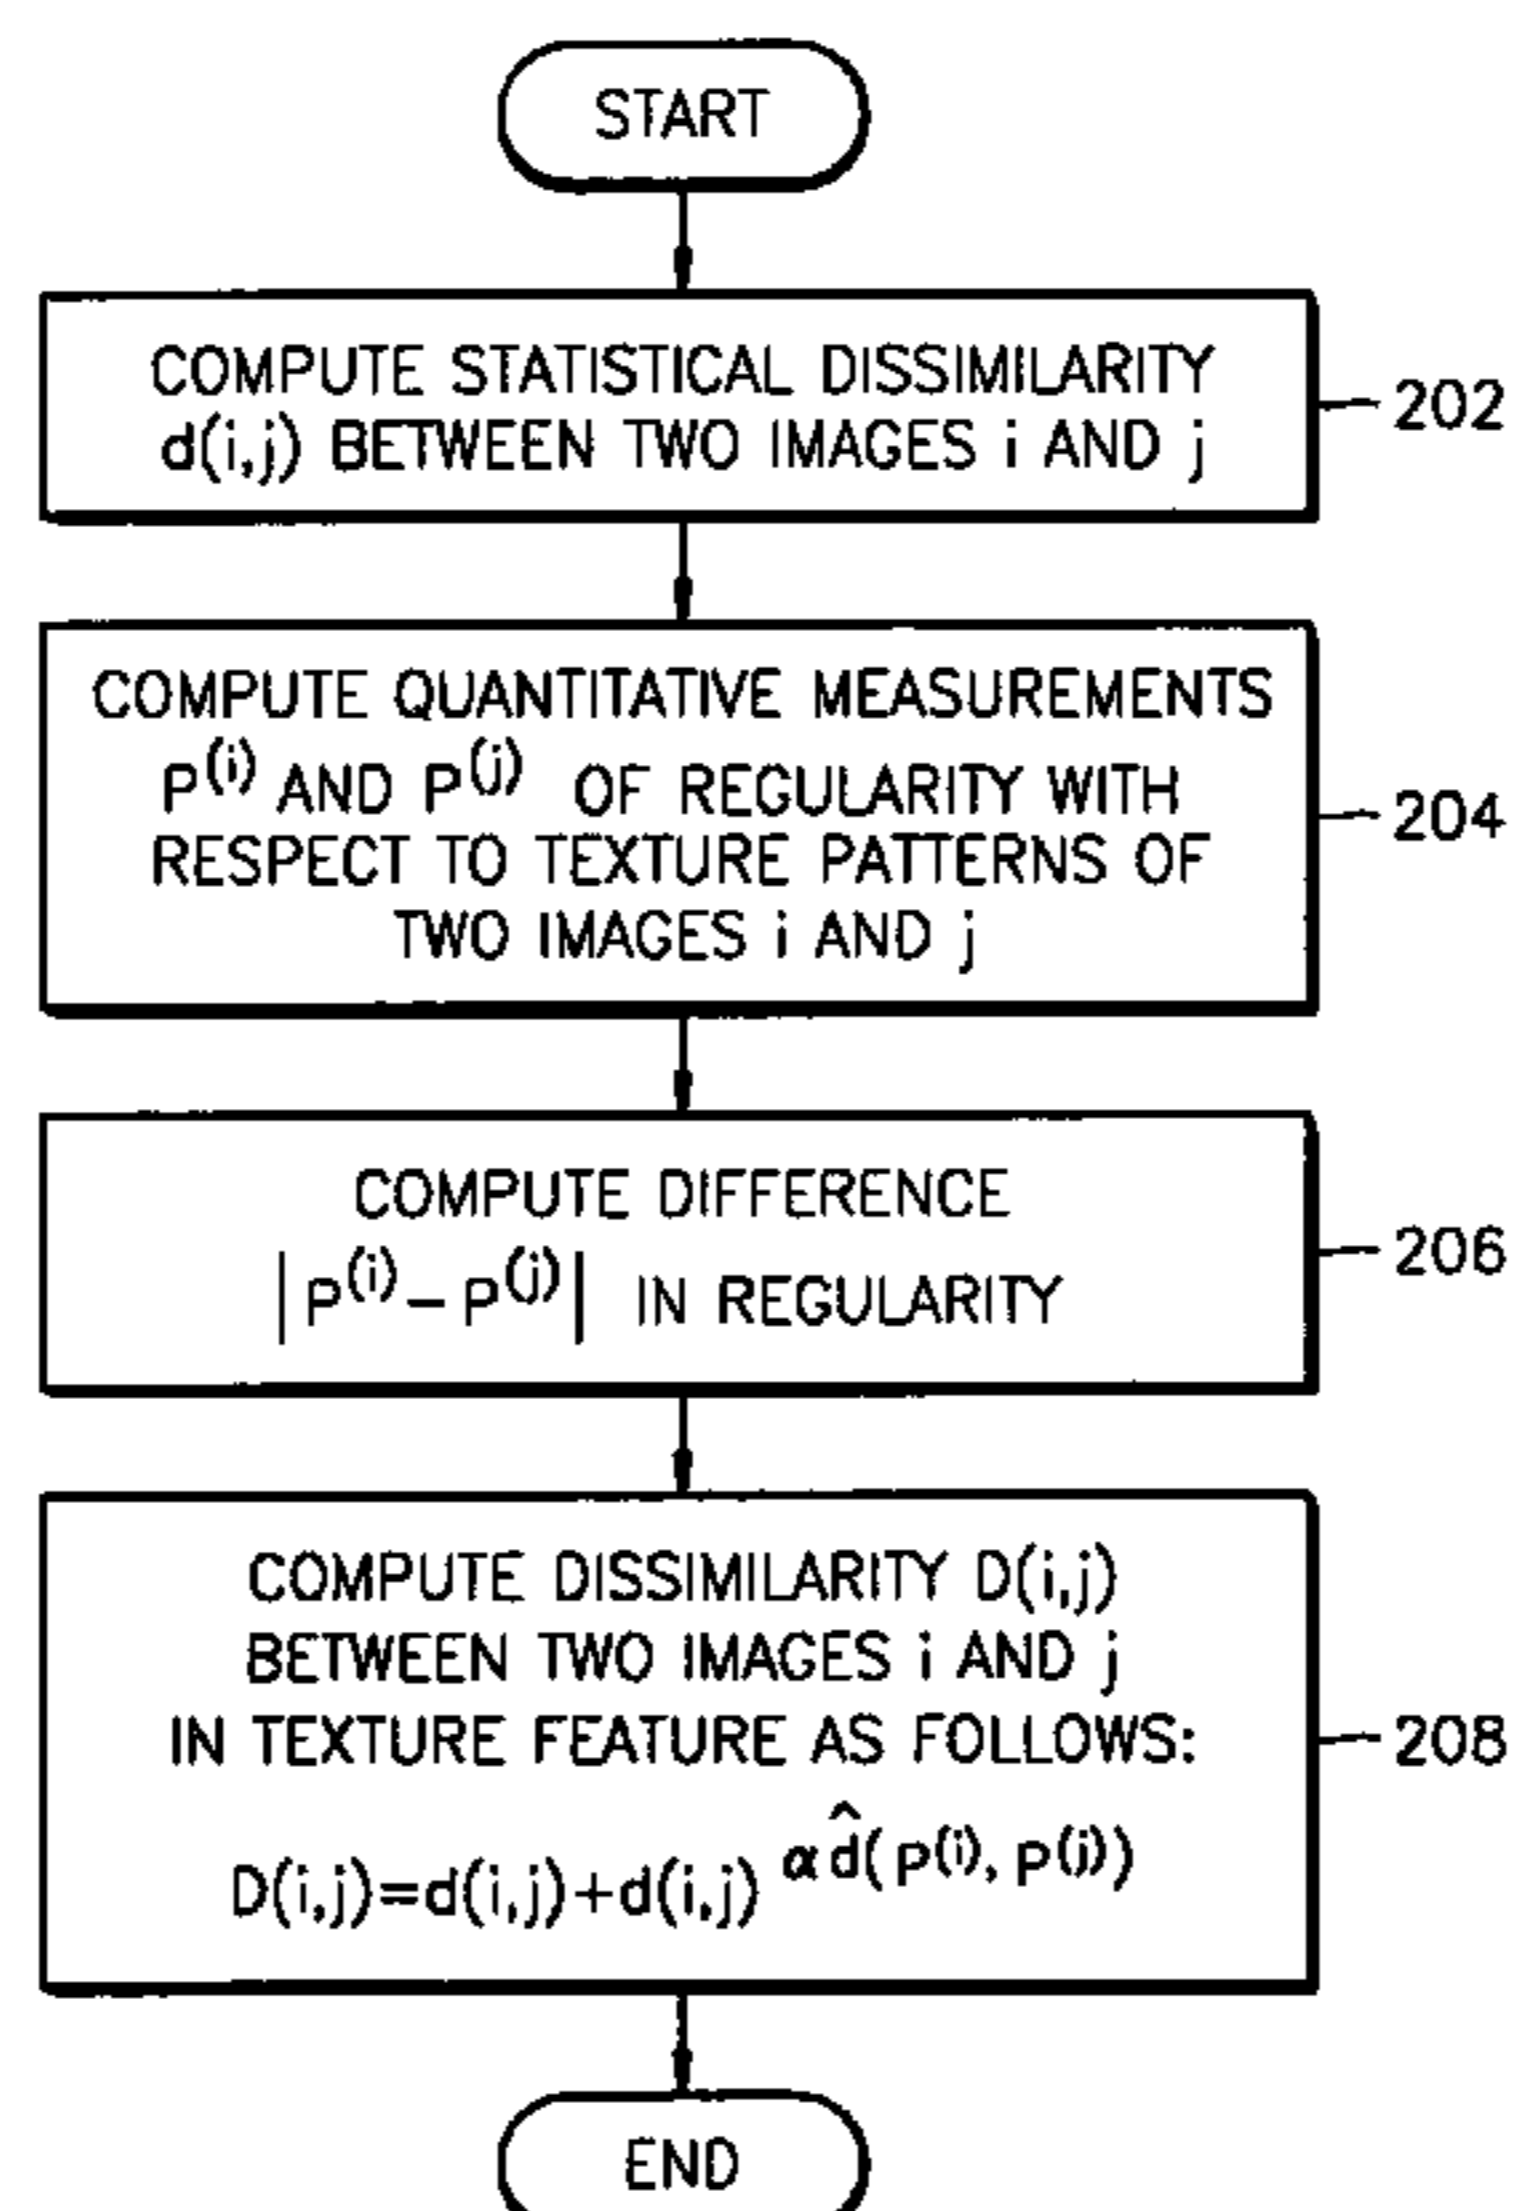 START
COMPUTE STATISTICAL DISSIMILARITY
d(i,j) BETWEEN TWO IMAGES i AND j
202
COMPUTE QUANTITATIVE MEASUREMENTS
P^(i) AND P^(j) OF REGULARITY WITH
RESPECT TO TEXTURE PATTERNS OF
TWO IMAGES i AND j
204
COMPUTE DIFFERENCE
|P^(i)−P^(j)| IN REGULARITY
206
COMPUTE DISSIMILARITY D(i,j)
BETWEEN TWO IMAGES i AND j
IN TEXTURE FEATURE AS FOLLOWS:
D(i,j)=d(i,j)+d(i,j)^αd̂(P^(i), P^(j))
208
END